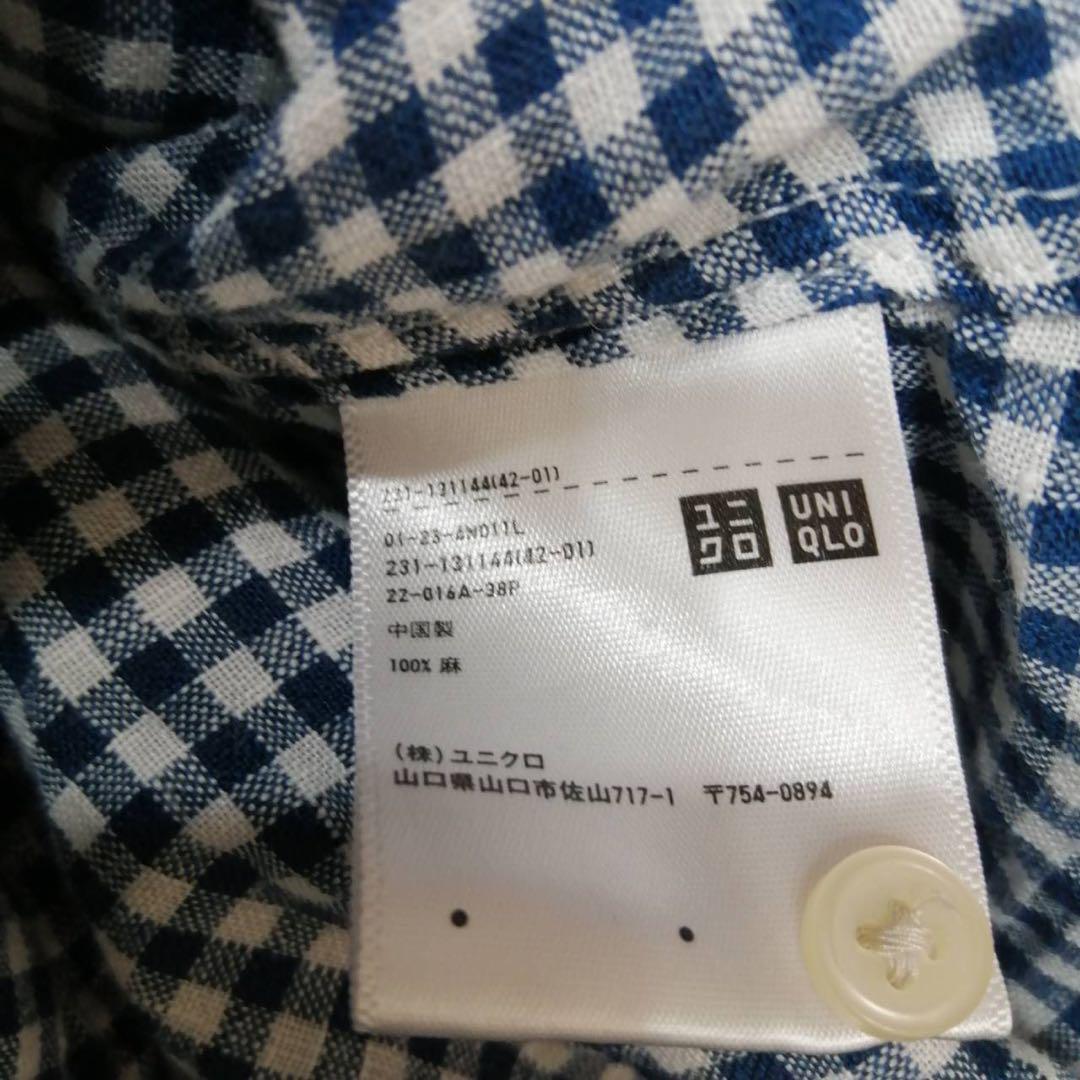 231-131144(42-01)
01-23-4W011L
231-131144(42-01)
22-016A-38P
中国製
100% 麻
ユニ
クロ
UNI
QLO
(株)ユニクロ
山口県山口市佐山717-1 〒754-0894